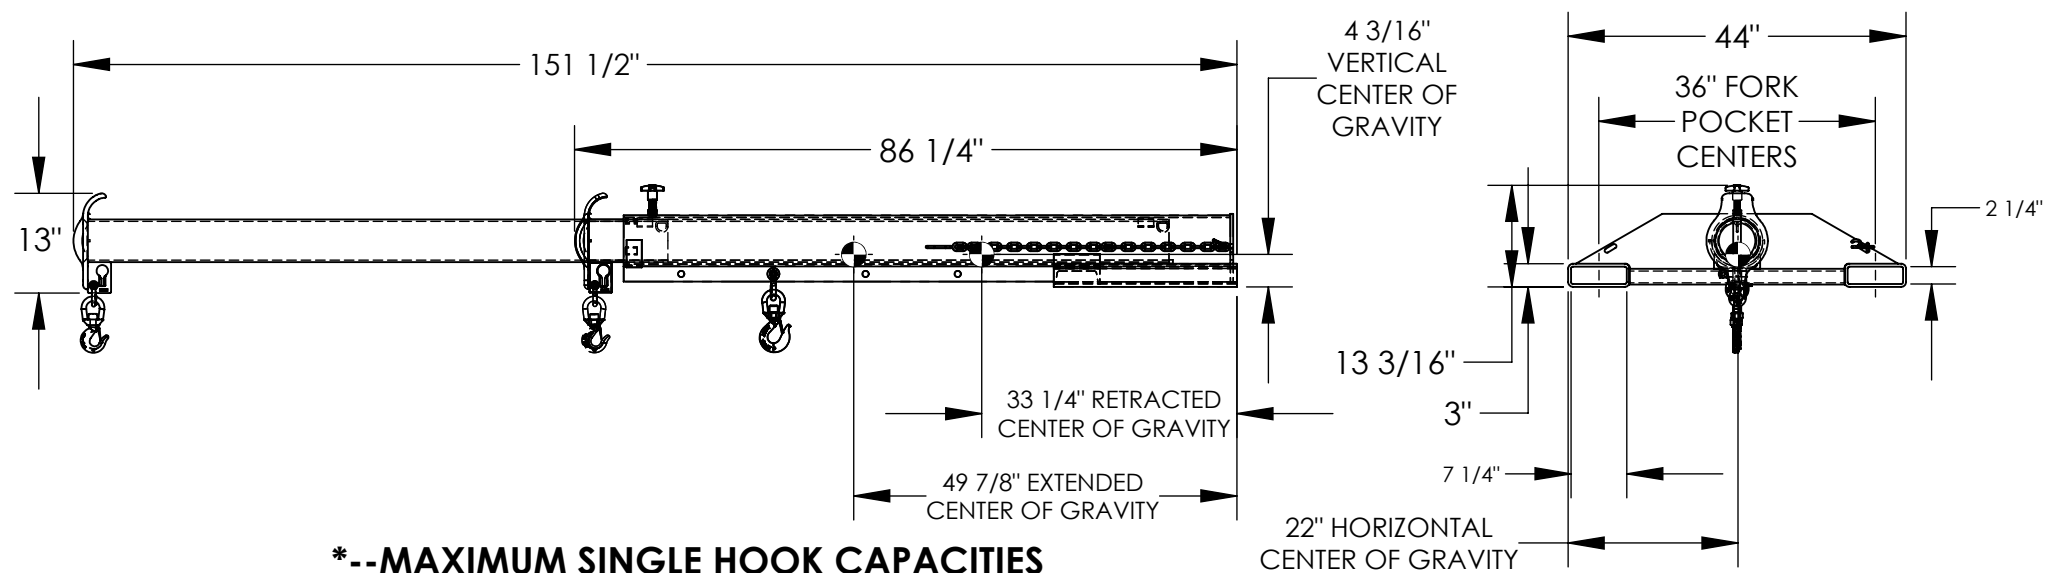 151 1/2"
86 1/4"
13"
4 3/16"
VERTICAL
CENTER OF
GRAVITY
33 1/4" RETRACTED
CENTER OF GRAVITY
49 7/8" EXTENDED
CENTER OF GRAVITY
44"
36" FORK
POCKET
CENTERS
2 1/4"
13 3/16"
3"
7 1/4"
22" HORIZONTAL
CENTER OF GRAVITY
*--MAXIMUM SINGLE HOOK CAPACITIES